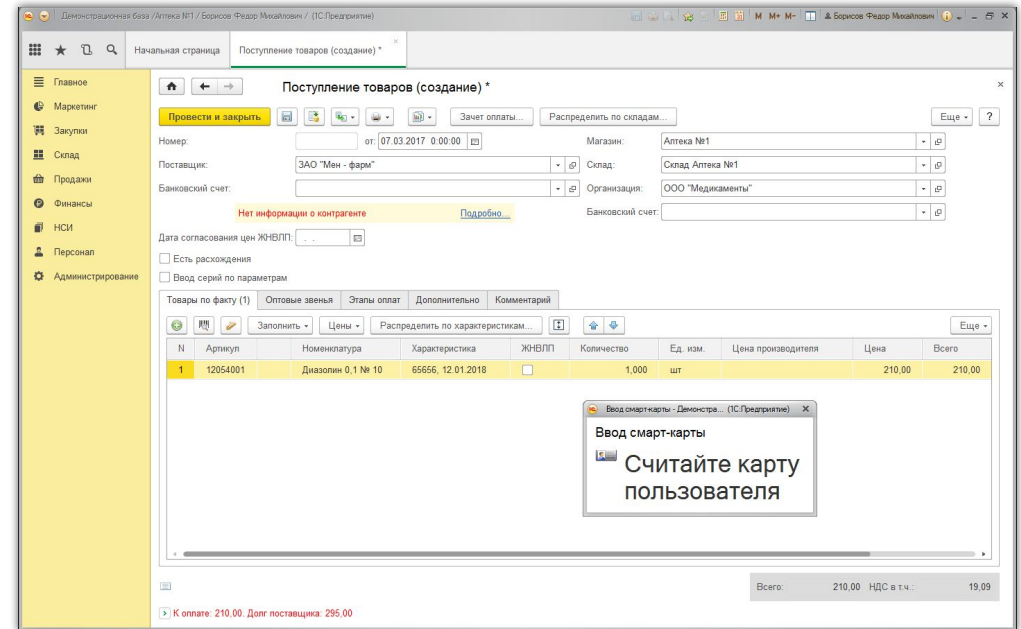 Демонстрационная база /Аптека №1 / Борисов Федор Михайлович / (1С:Предприятие)
M M+ M- Борисов Федор Михайлович
Начальная страница Поступление товаров (создание) *
Главное
Маркетинг
Закупки
Склад
Продажи
Финансы
НСИ
Персонал
Администрирование
Поступление товаров (создание) *
Провести и закрыть Зачет оплаты... Распределить по складам... Еще ?
Номер: от: 07.03.2017 0:00:00 Магазин: Аптека №1
Поставщик: ЗАО "Мен - фарм" Склад: Склад Аптека №1
Банковский счет: Организация: ООО "Медикаменты"
Нет информации о контрагенте Подробно... Банковский счет:
Дата согласования цен ЖНВЛП: . .
Есть расхождения
Ввод серий по параметрам
Товары по факту (1) Оптовые звенья Этапы оплат Дополнительно Комментарий
Заполнить Цены Распределить по характеристикам... Еще
N Артикул Номенклатура Характеристика ЖНВЛП Количество Ед. изм. Цена производителя Цена Всего
1 12054001 Диазолин 0,1 № 10 65656, 12.01.2018 1,000 шт 210,00 210,00
Ввод смарт-карты - Демонстра... (1С:Предприятие)
Ввод смарт-карты
Считайте карту
пользователя
Всего: 210,00 НДС в т.ч.: 19,09
К оплате: 210,00. Долг поставщика: 295,00